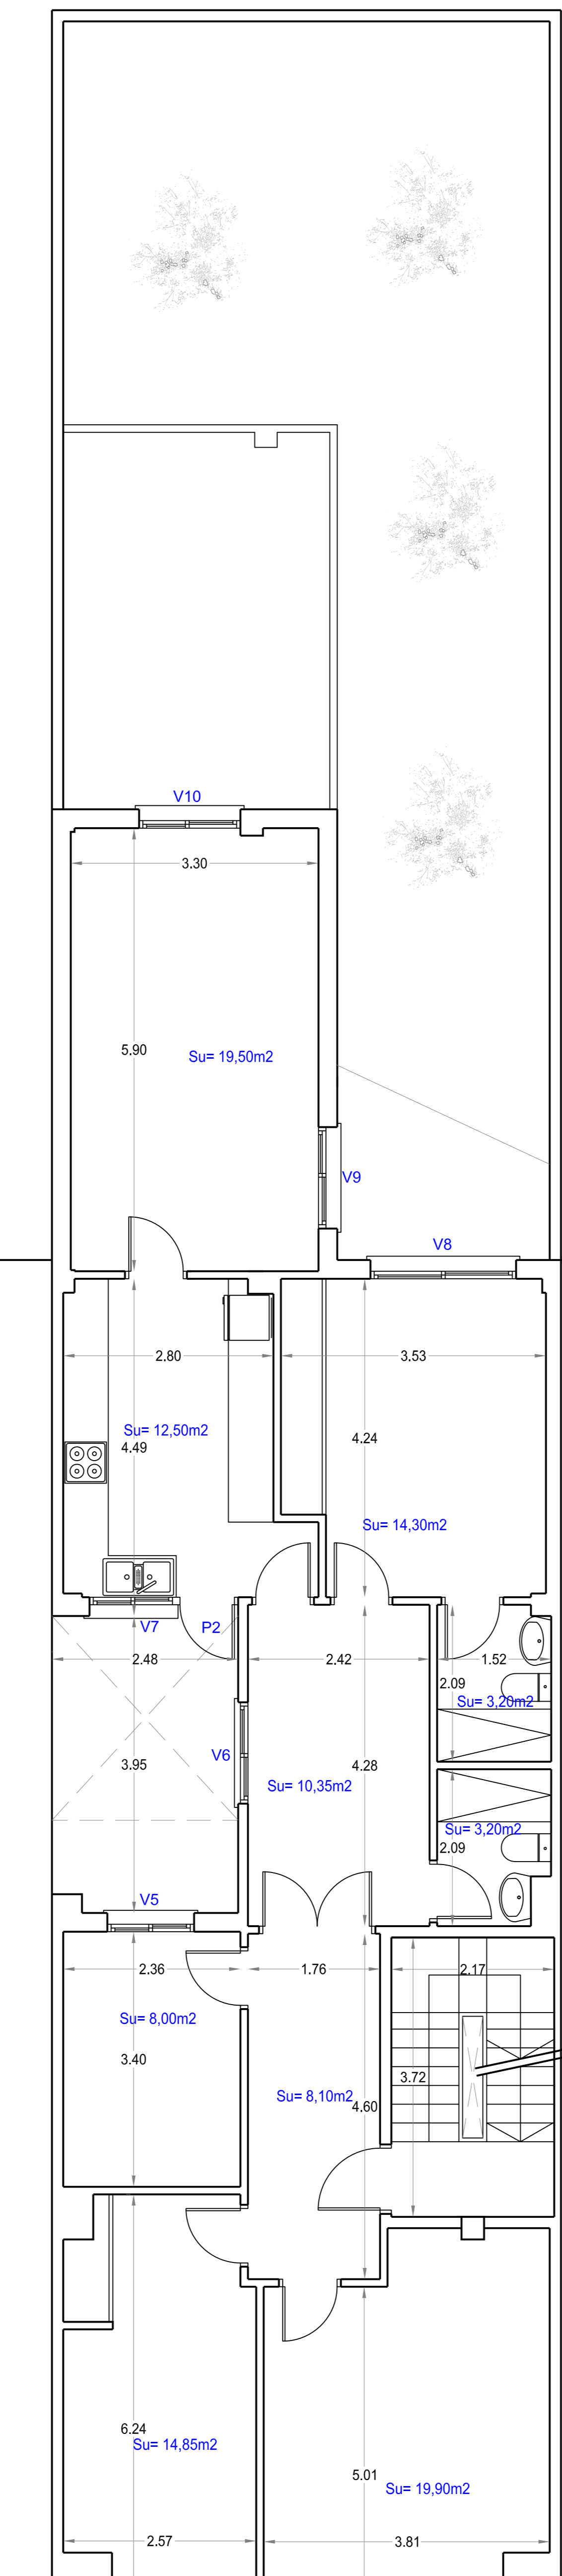 V10
3.30
5.90
Su= 19,50m2
V9
V8
2.80
3.53
Su= 12,50m2
4.49
4.24
Su= 14,30m2
V7
P2
2.48
2.42
1.52
2.09
Su= 3,20m2
V6
3.95
4.28
Su= 10,35m2
Su= 3,20m2
2.09
V5
2.36
1.76
2.17
Su= 8,00m2
3.40
3.72
Su= 8,10m2
4.60
6.24
Su= 14,85m2
5.01
Su= 19,90m2
2.57
3.81